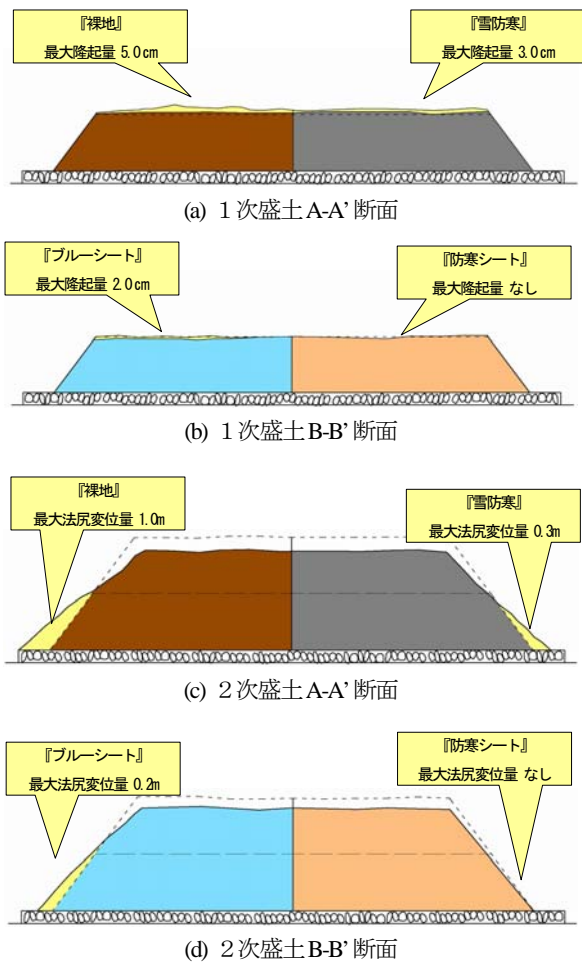 『裸地』
最大隆起量 5.0cm
『雪防寒』
最大隆起量 3.0cm
(a) 1次盛土A-A’断面
『ブルーシート』
最大隆起量 2.0cm
『防寒シート』
最大隆起量 なし
(b) 1次盛土B-B’断面
『裸地』
最大法尻変位量 1.0m
『雪防寒』
最大法尻変位量 0.3m
(c) 2次盛土A-A’断面
『ブルーシート』
最大法尻変位量 0.2m
『防寒シート』
最大法尻変位量 なし
(d) 2次盛土B-B’断面